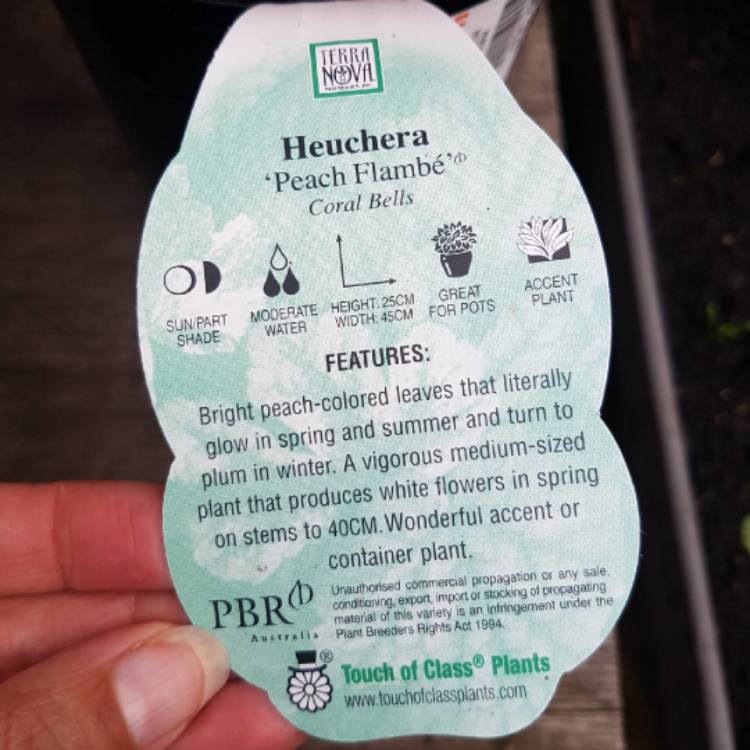 TERRA
NOVA
Heuchera
'Peach Flambé'
Coral Bells
SUN/PART
SHADE
MODERATE
WATER
HEIGHT: 25CM
WIDTH: 45CM
GREAT
FOR POTS
ACCENT
PLANT
FEATURES:
Bright peach-colored leaves that literally
glow in spring and summer and turn to
plum in winter. A vigorous medium-sized
plant that produces white flowers in spring
on stems to 40CM. Wonderful accent or
container plant.
PBR
Australia
Unauthorised commercial propagation or any sale,
conditioning, export, import or stocking of propagating
material of this variety is an infringement under the
Plant Breeders Rights Act 1994.
Touch of Class® Plants
www.touchofclassplants.com